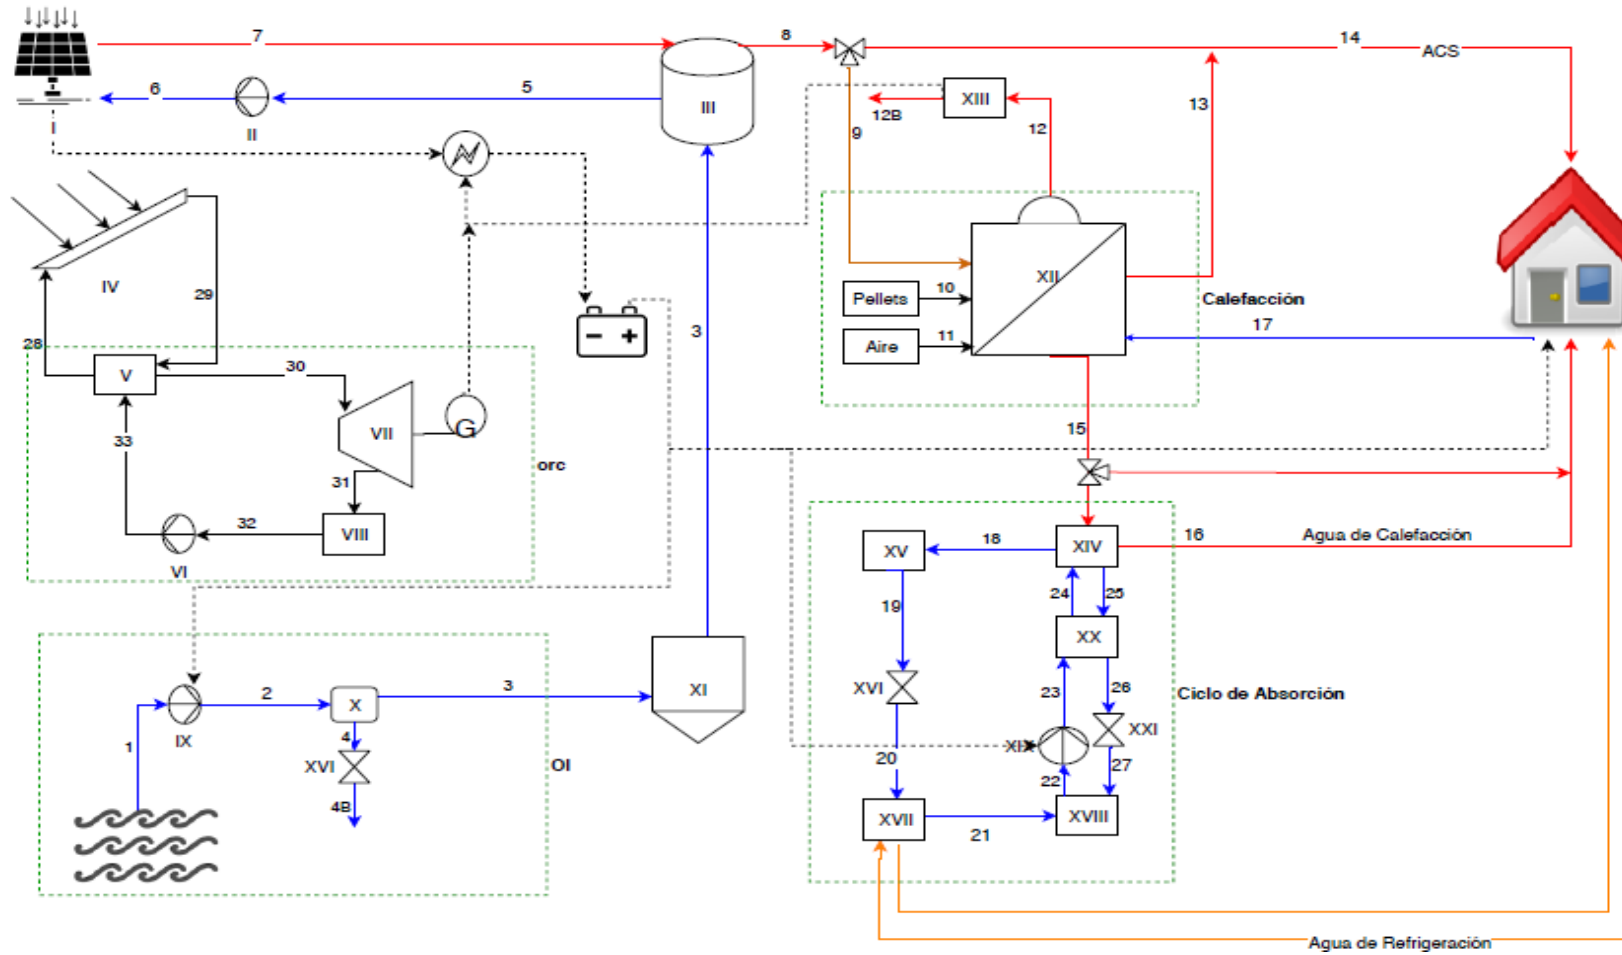 7
8
14
ACS
6
5
III
XIII
12B
12
13
9
I
II
IV
29
3
XII
Pellets
10
Calefacción
Aire
11
17
28
V
30
VII
G
33
15
orc
31
32
VIII
VI
XV
18
XIV
16
Agua de Calefacción
19
24
25
XX
XI
XVI
23
26
Ciclo de Absorción
2
X
3
1
IX
4
XVI
OI
XIX
XXI
20
22
27
4B
XVII
XVIII
21
Agua de Refrigeración